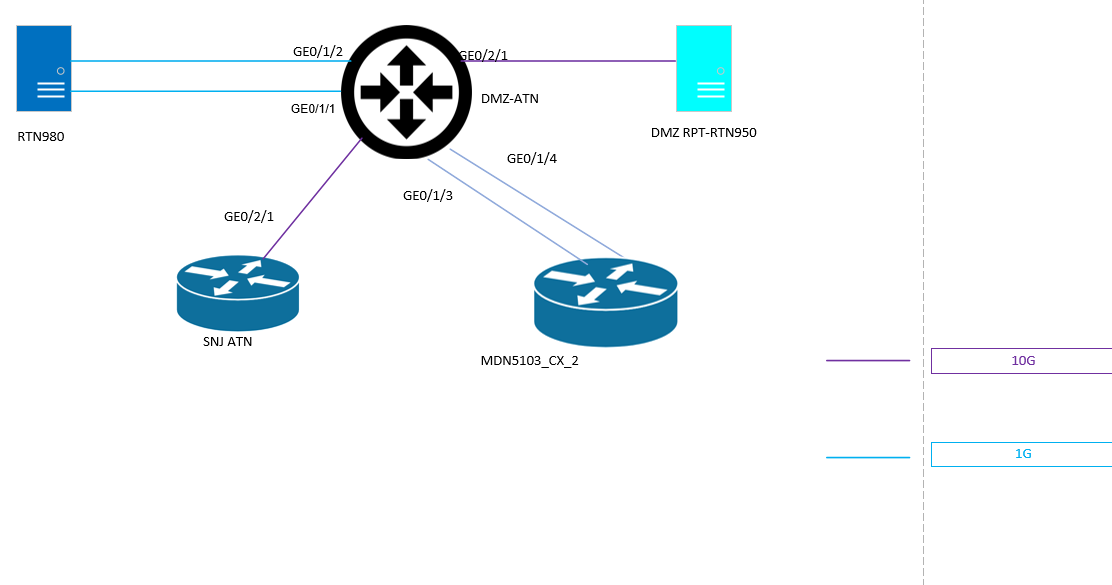 GE0/1/2
GE0/2/1
DMZ-ATN
GE0/1/1
RTN980
DMZ RPT-RTN950
GE0/1/4
GE0/1/3
GE0/2/1
SNJ ATN
MDN5103_CX_2
10G
1G